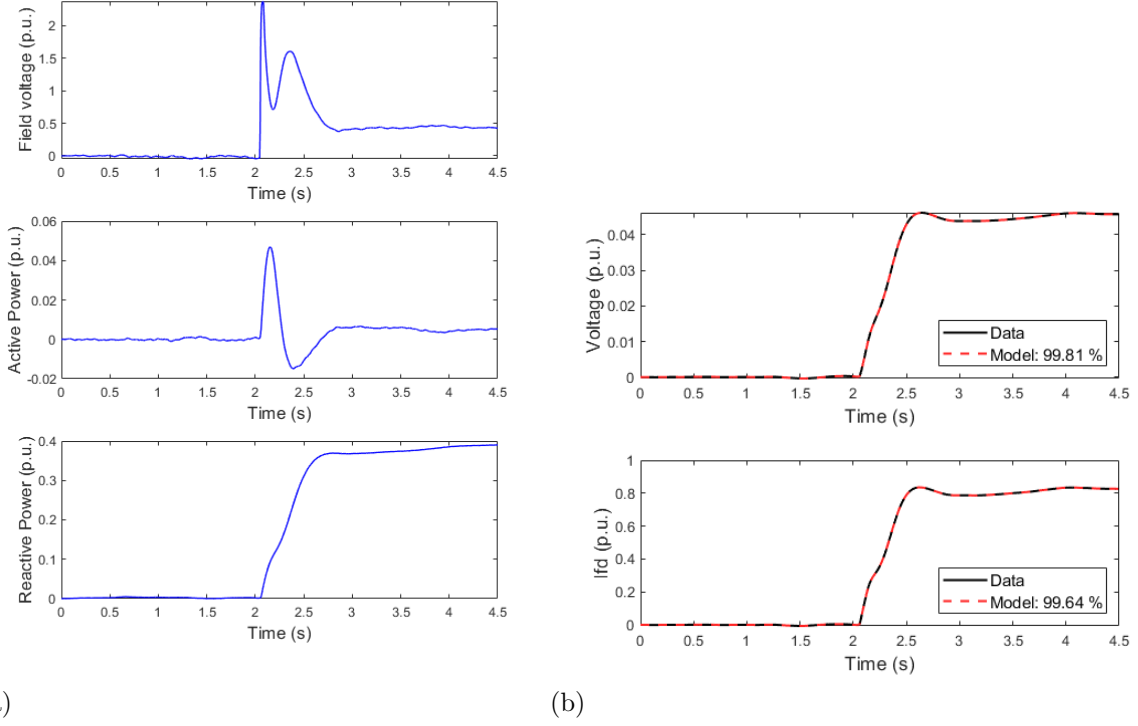 Field voltage (p.u.)
2
1.5
1
0.5
0
0 0.5 1 1.5 2 2.5 3 3.5 4 4.5
Time (s)
Active Power (p.u.)
0.06
0.04
0.02
0
-0.02
0 0.5 1 1.5 2 2.5 3 3.5 4 4.5
Time (s)
Reactive Power (p.u.)
0.4
0.3
0.2
0.1
0
0 0.5 1 1.5 2 2.5 3 3.5 4 4.5
Time (s)
)
Voltage (p.u.)
0.04
0.03
0.02
0.01
0
Data
Model: 99.81 %
0 0.5 1 1.5 2 2.5 3 3.5 4 4.5
Time (s)
Ifd (p.u.)
1
0.8
0.6
0.4
0.2
0
Data
Model: 99.64 %
0 0.5 1 1.5 2 2.5 3 3.5 4 4.5
Time (s)
(b)